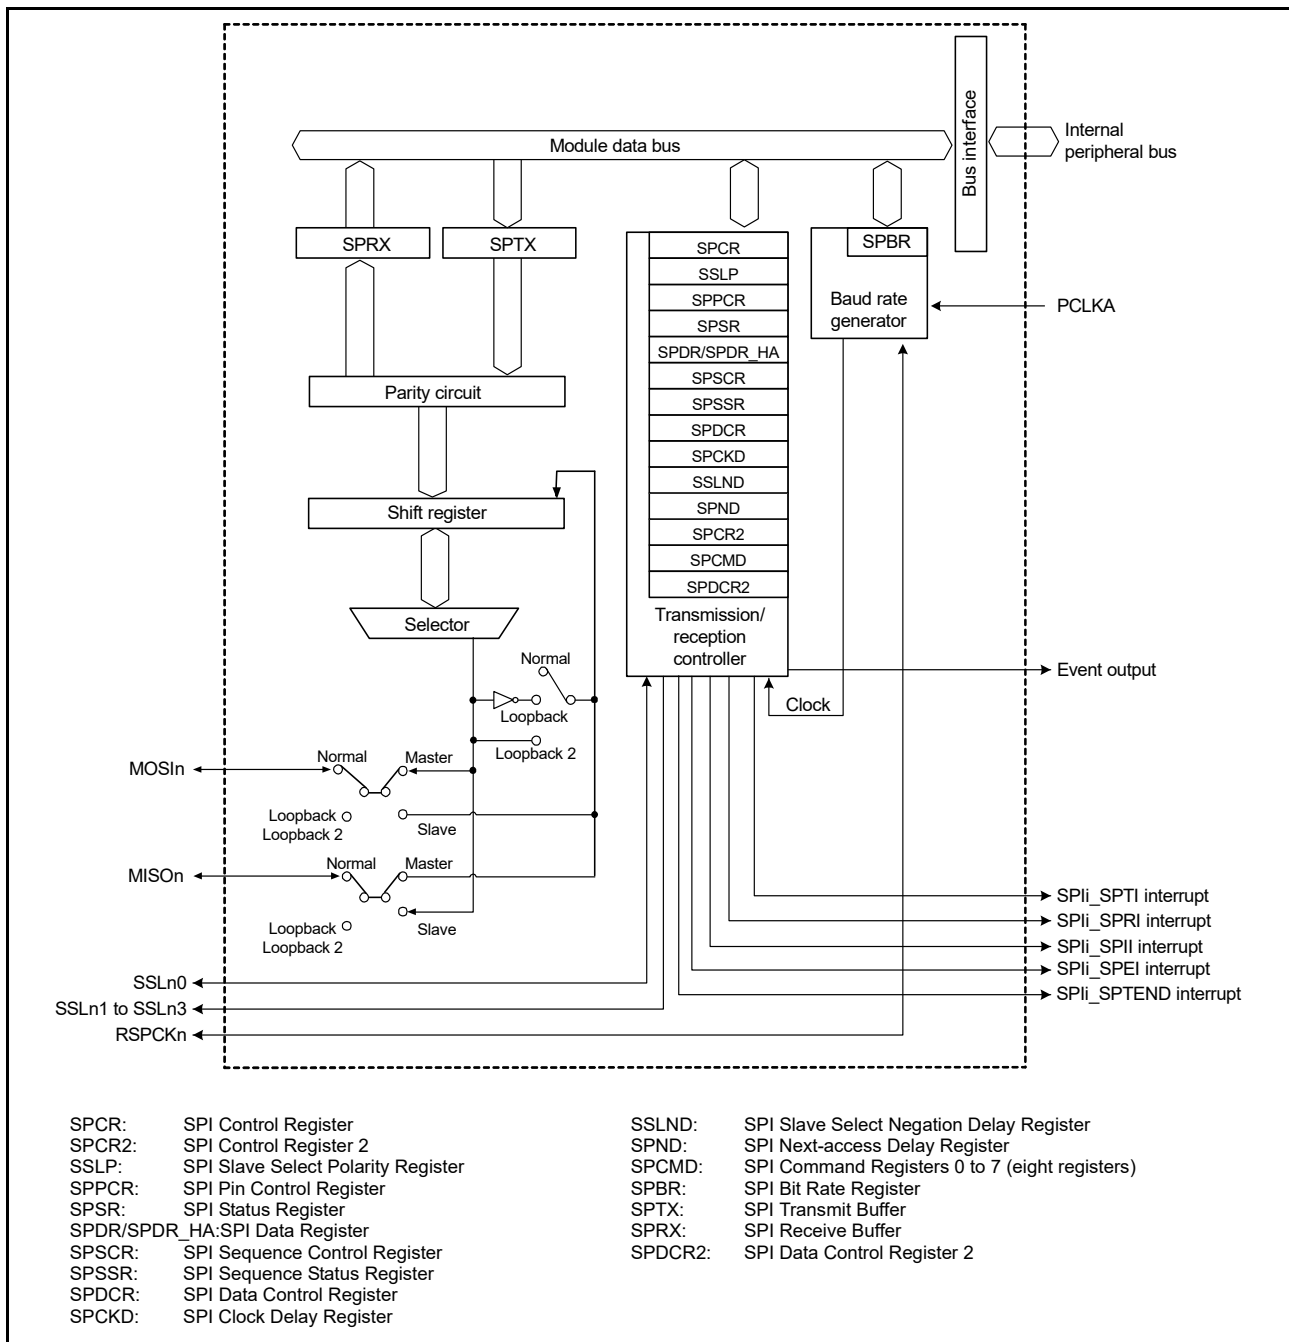 Module data bus
Bus interface
Internal
peripheral bus
SPRX
SPTX
SPCR
SSLP
SPPCR
SPSR
SPDR/SPDR_HA
SPSCR
SPSSR
SPDCR
SPCKD
SSLND
SPND
SPCR2
SPCMD
SPDCR2
Transmission/
reception
controller
SPBR
Baud rate
generator
PCLKA
Parity circuit
Shift register
Selector
Normal
Loopback
Loopback 2
Clock
Event output
MOSIn
Normal
Master
Loopback
Loopback 2
Slave
MISOn
Normal
Master
Loopback
Loopback 2
Slave
SSLn0
SSLn1 to SSLn3
RSPCKn
SPIi_SPTI interrupt
SPIi_SPRI interrupt
SPIi_SPII interrupt
SPIi_SPEI interrupt
SPIi_SPTEND interrupt
SPCR: SPI Control Register
SPCR2: SPI Control Register 2
SSLP: SPI Slave Select Polarity Register
SPPCR: SPI Pin Control Register
SPSR: SPI Status Register
SPDR/SPDR_HA:SPI Data Register
SPSCR: SPI Sequence Control Register
SPSSR: SPI Sequence Status Register
SPDCR: SPI Data Control Register
SPCKD: SPI Clock Delay Register
SSLND: SPI Slave Select Negation Delay Register
SPND: SPI Next-access Delay Register
SPCMD: SPI Command Registers 0 to 7 (eight registers)
SPBR: SPI Bit Rate Register
SPTX: SPI Transmit Buffer
SPRX: SPI Receive Buffer
SPDCR2: SPI Data Control Register 2